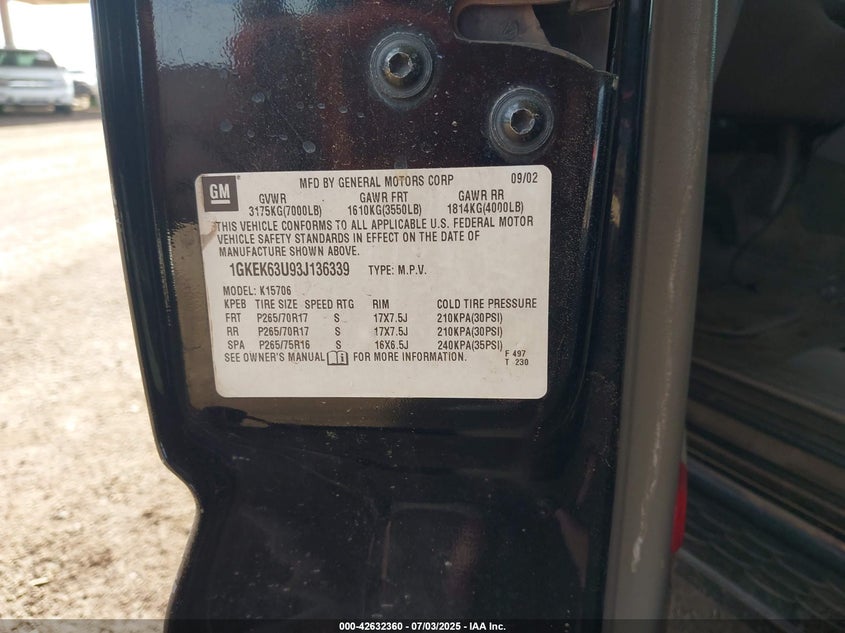 GM
MFD BY GENERAL MOTORS CORP 09/02
GVWR GAWR FRT GAWR RR
3175KG(7000LB) 1610KG(3550LB) 1814KG(4000LB)
THIS VEHICLE CONFORMS TO ALL APPLICABLE U.S. FEDERAL MOTOR
VEHICLE SAFETY STANDARDS IN EFFECT ON THE DATE OF
MANUFACTURE SHOWN ABOVE.
1GKEK63U93J136339 TYPE: M.P.V.
MODEL: K15706
KPEB TIRE SIZE SPEED RTG RIM COLD TIRE PRESSURE
FRT P265/70R17 S 17X7.5J 210KPA(30PSI)
RR P265/70R17 S 17X7.5J 210KPA(30PSI)
SPA P265/75R16 S 16X6.5J 240KPA(35PSI)
SEE OWNER'S MANUAL FOR MORE INFORMATION.
F 497
T 230
000-42632360 | 07/03/2025 - IAA Inc.